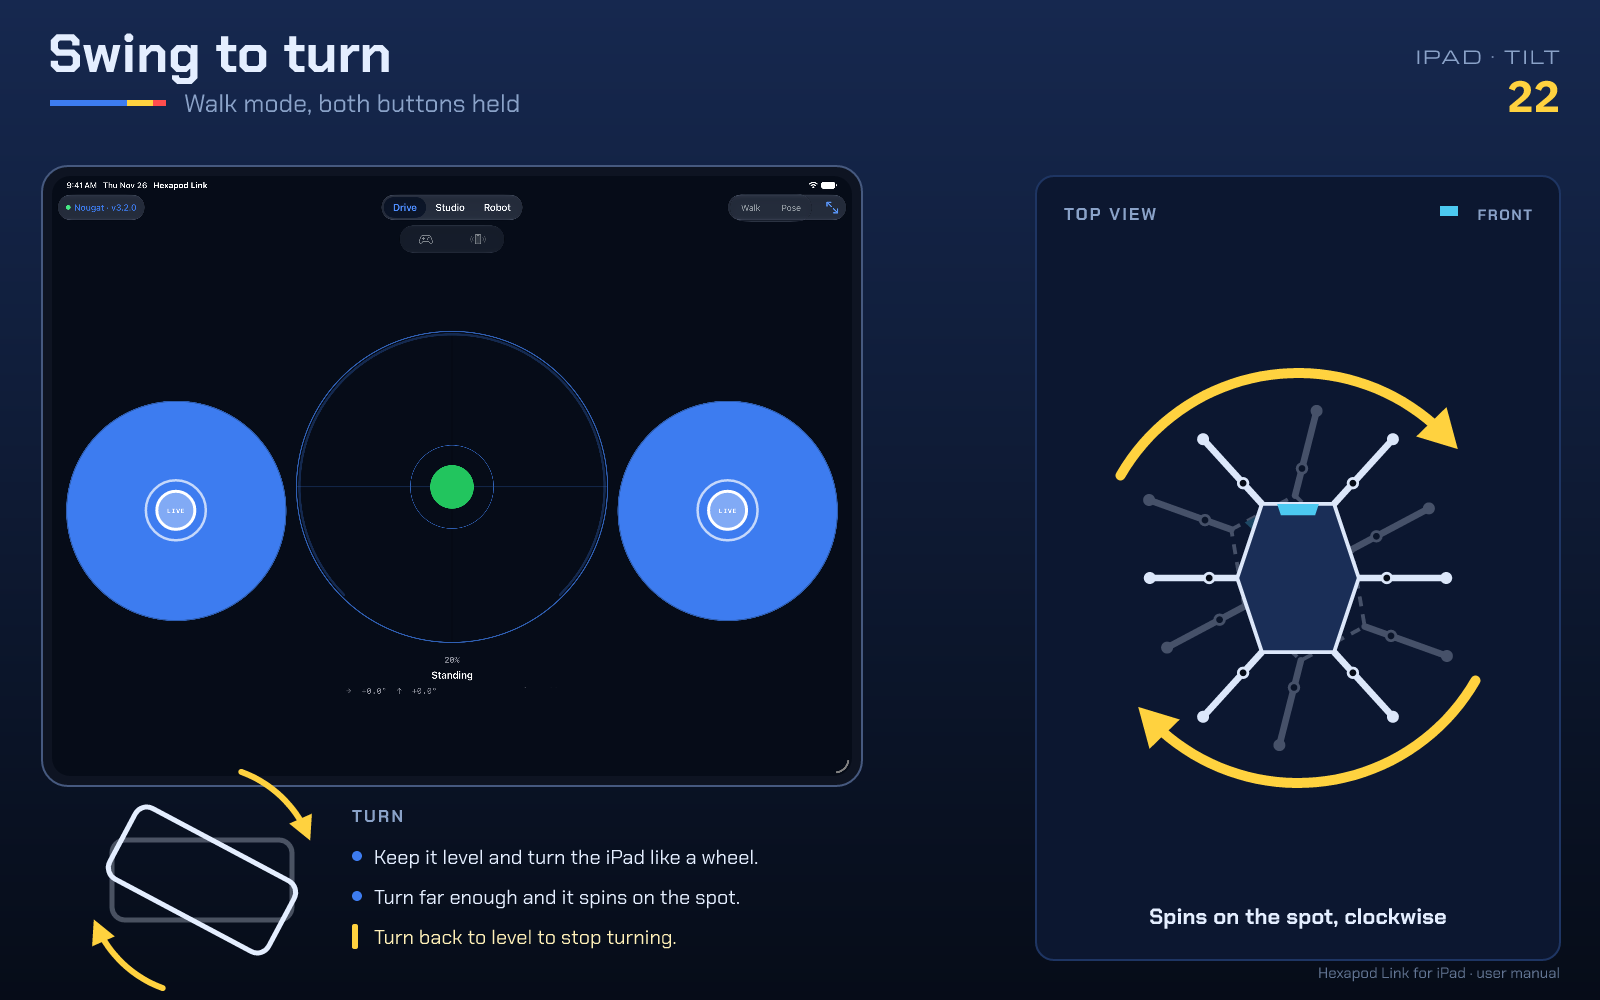 Swing to turn
Walk mode, both buttons held
IPAD · TILT
22
9:41 AM Thu Nov 26 Hexapod Link
Nougat · v3.2.0
Drive Studio Robot
Walk Pose
LIVE
LIVE
20%
Standing
→ -0.0° ↑ +0.0°
TURN
Keep it level and turn the iPad like a wheel.
Turn far enough and it spins on the spot.
Turn back to level to stop turning.
TOP VIEW
FRONT
Spins on the spot, clockwise
Hexapod Link for iPad · user manual